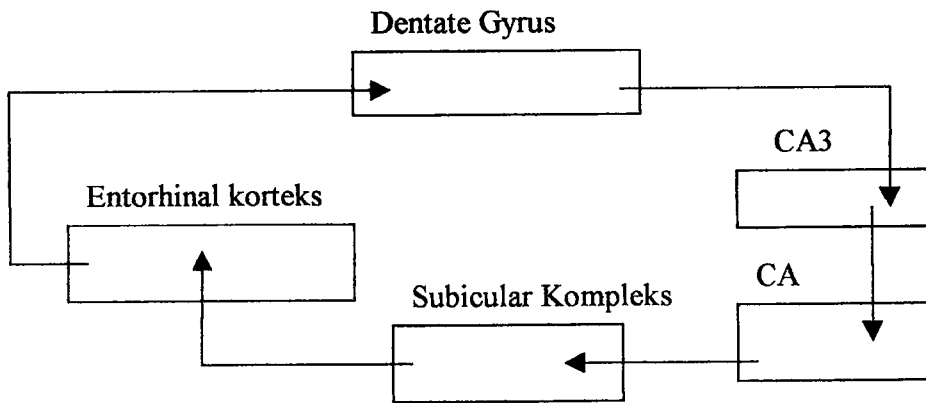 Dentate Gyrus
CA3
Entorhinal korteks
CA
Subicular Kompleks